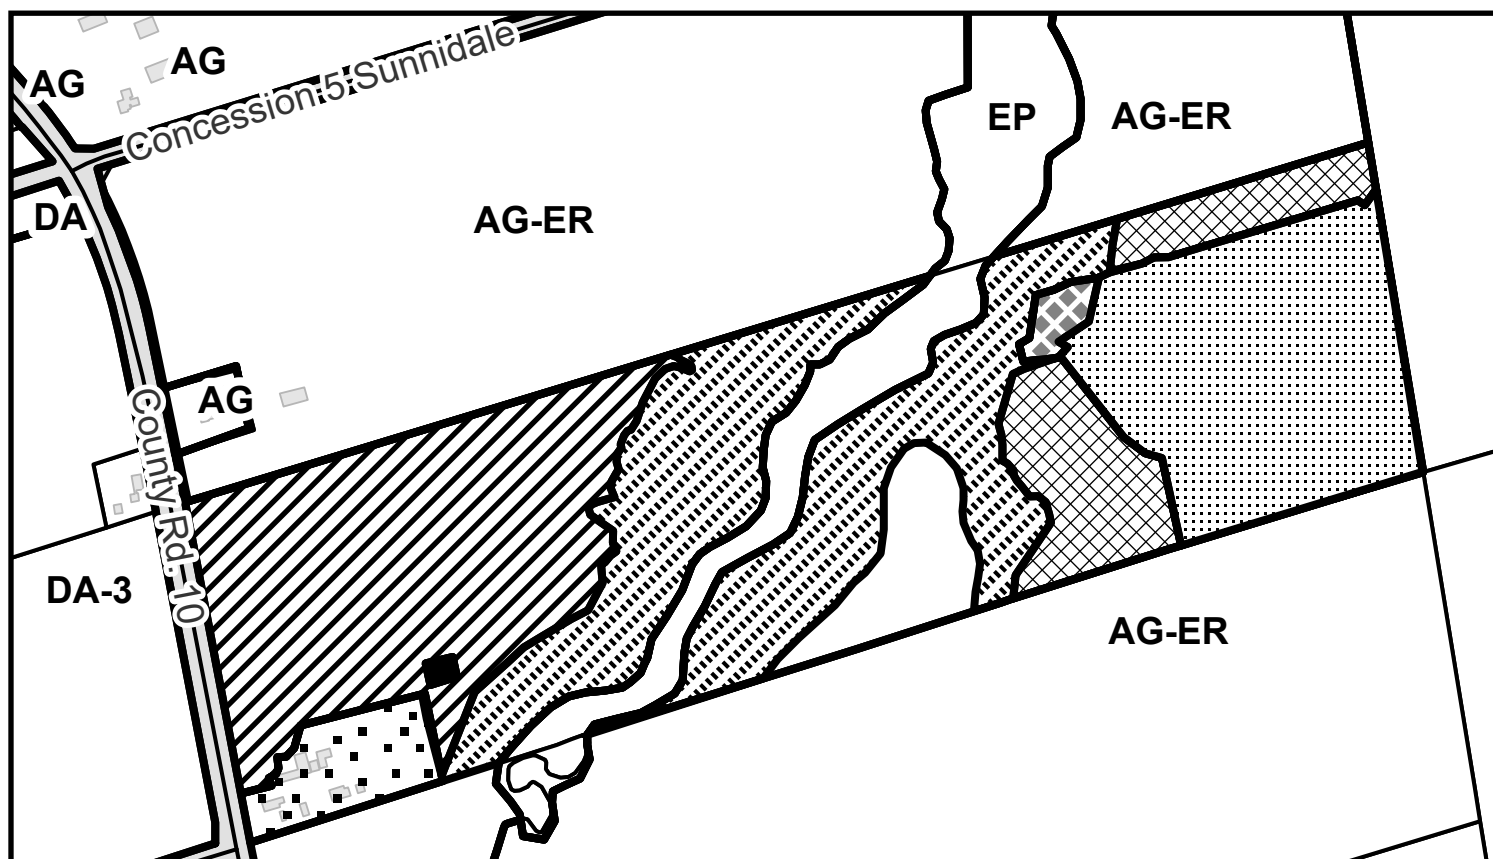 AG
AG
Concession 5 Sunnidale
EP
AG-ER
DA
AG-ER
AG
County Rd. 10
DA-3
AG-ER